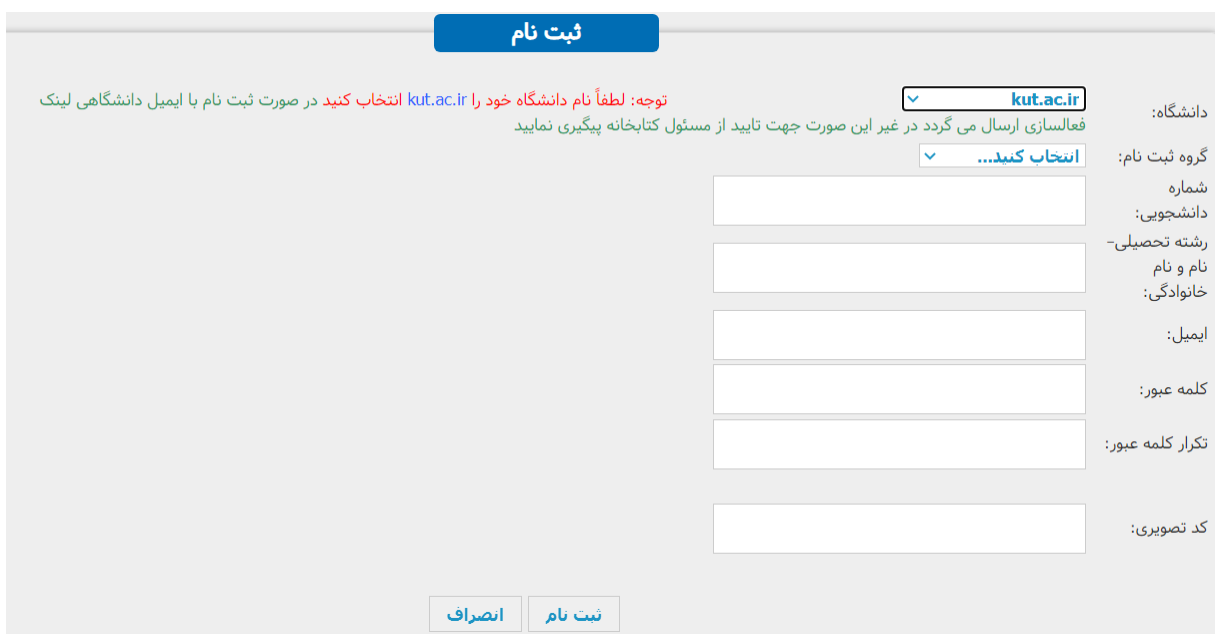 ثبت نام
دانشگاه:
kut.ac.ir
توجه: لطفاً نام دانشگاه خود را kut.ac.ir انتخاب کنید در صورت ثبت نام با ایمیل دانشگاهی لینک
فعالسازی ارسال می گردد در غیر این صورت جهت تایید از مسئول کتابخانه پیگیری نمایید
گروه ثبت نام:
انتخاب کنید...
شماره
دانشجویی:
رشته تحصیلی-
نام و نام
خانوادگی:
ایمیل:
کلمه عبور:
تکرار کلمه عبور:
کد تصویری:
ثبت نام
انصراف